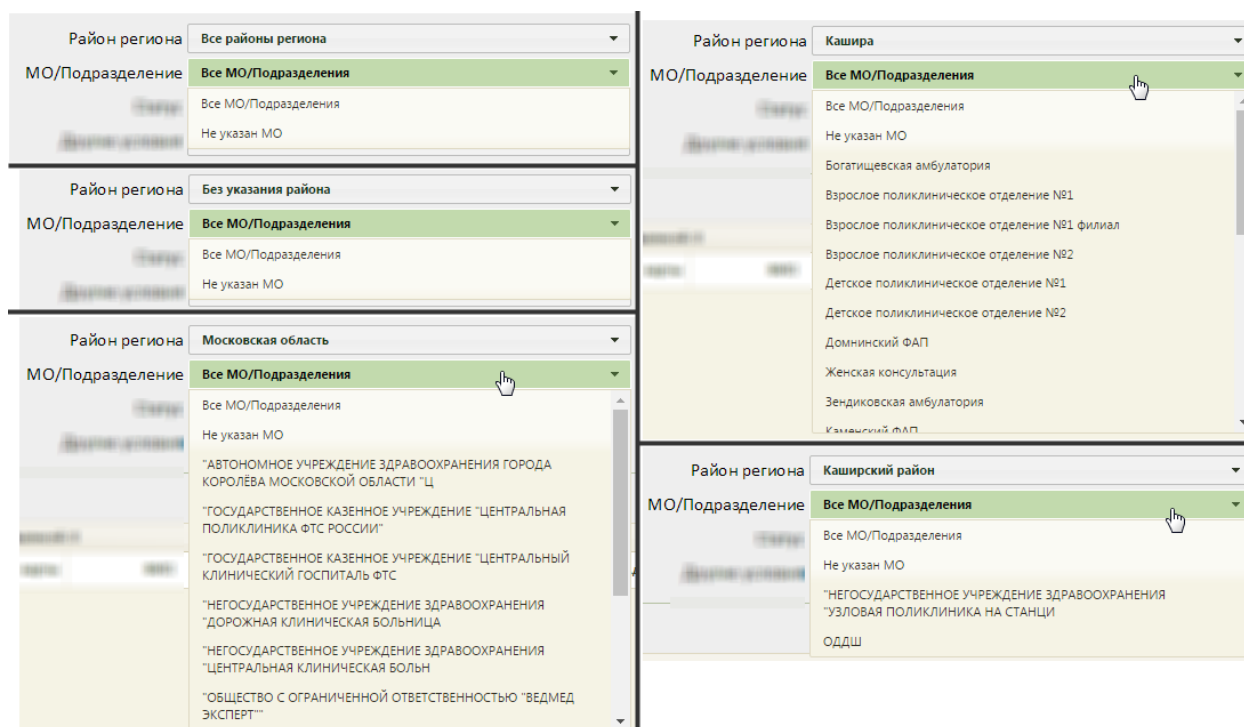 Район региона Все районы региона
МО/Подразделение Все МО/Подразделения
Все МО/Подразделения
Не указан МО
Район региона Без указания района
МО/Подразделение Все МО/Подразделения
Все МО/Подразделения
Не указан МО
Район региона Московская область
МО/Подразделение Все МО/Подразделения
Все МО/Подразделения
Не указан МО
"АВТОНОМНОЕ УЧРЕЖДЕНИЕ ЗДРАВООХРАНЕНИЯ ГОРОДА
КОРОЛЁВА МОСКОВСКОЙ ОБЛАСТИ "Ц
"ГОСУДАРСТВЕННОЕ КАЗЕННОЕ УЧРЕЖДЕНИЕ "ЦЕНТРАЛЬНАЯ
ПОЛИКЛИНИКА ФТС РОССИИ"
"ГОСУДАРСТВЕННОЕ КАЗЕННОЕ УЧРЕЖДЕНИЕ "ЦЕНТРАЛЬНЫЙ
КЛИНИЧЕСКИЙ ГОСПИТАЛЬ ФТС
"НЕГОСУДАРСТВЕННОЕ УЧРЕЖДЕНИЕ ЗДРАВООХРАНЕНИЯ
"ДОРОЖНАЯ КЛИНИЧЕСКАЯ БОЛЬНИЦА
"НЕГОСУДАРСТВЕННОЕ УЧРЕЖДЕНИЕ ЗДРАВООХРАНЕНИЯ
"ЦЕНТРАЛЬНАЯ КЛИНИЧЕСКАЯ БОЛЬН
"ОБЩЕСТВО С ОГРАНИЧЕННОЙ ОТВЕТСТВЕННОСТЬЮ "ВЕДМЕД
ЭКСПЕРТ""
Район региона Кашира
МО/Подразделение Все МО/Подразделения
Все МО/Подразделения
Не указан МО
Богатищевская амбулатория
Взрослое поликлиническое отделение №1
Взрослое поликлиническое отделение №1 филиал
Взрослое поликлиническое отделение №2
Детское поликлиническое отделение №1
Детское поликлиническое отделение №2
Домнинский ФАП
Женская консультация
Зендиковская амбулатория
Каменский ФАП
Район региона Каширский район
МО/Подразделение Все МО/Подразделения
Все МО/Подразделения
Не указан МО
"НЕГОСУДАРСТВЕННОЕ УЧРЕЖДЕНИЕ ЗДРАВООХРАНЕНИЯ
"УЗЛОВАЯ ПОЛИКЛИНИКА НА СТАНЦИ
ОДДШ